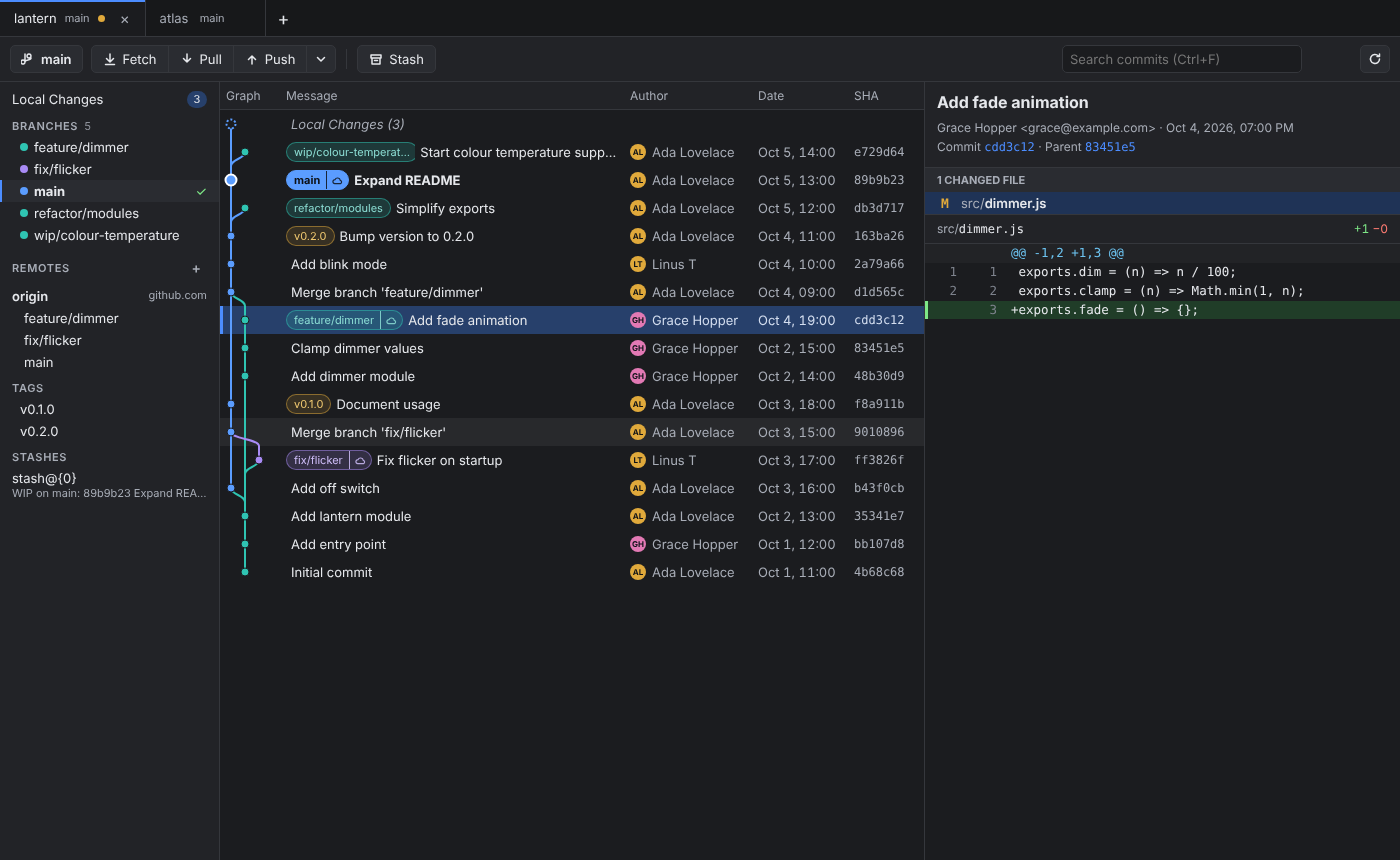 lantern main ×
atlas main
+
main
Fetch Pull Push
Stash
Search commits (Ctrl+F)
Local Changes 3
BRANCHES 5
feature/dimmer
fix/flicker
main
refactor/modules
wip/colour-temperature
REMOTES +
origin github.com
feature/dimmer
fix/flicker
main
TAGS
v0.1.0
v0.2.0
STASHES
stash@{0}
WIP on main: 89b9b23 Expand REA...
Graph Message Author Date SHA
Local Changes (3)
wip/colour-temperat... Start colour temperature supp... AL Ada Lovelace Oct 5, 14:00 e729d64
main Expand README AL Ada Lovelace Oct 5, 13:00 89b9b23
refactor/modules Simplify exports AL Ada Lovelace Oct 5, 12:00 db3d717
v0.2.0 Bump version to 0.2.0 AL Ada Lovelace Oct 4, 11:00 163ba26
Add blink mode LT Linus T Oct 4, 10:00 2a79a66
Merge branch 'feature/dimmer' AL Ada Lovelace Oct 4, 09:00 d1d565c
feature/dimmer Add fade animation GH Grace Hopper Oct 4, 19:00 cdd3c12
Clamp dimmer values GH Grace Hopper Oct 2, 15:00 83451e5
Add dimmer module GH Grace Hopper Oct 2, 14:00 48b30d9
v0.1.0 Document usage AL Ada Lovelace Oct 3, 18:00 f8a911b
Merge branch 'fix/flicker' AL Ada Lovelace Oct 3, 15:00 9010896
fix/flicker Fix flicker on startup LT Linus T Oct 3, 17:00 ff3826f
Add off switch AL Ada Lovelace Oct 3, 16:00 b43f0cb
Add lantern module AL Ada Lovelace Oct 2, 13:00 35341e7
Add entry point GH Grace Hopper Oct 1, 12:00 bb107d8
Initial commit AL Ada Lovelace Oct 1, 11:00 4b68c68
Add fade animation
Grace Hopper <grace@example.com> · Oct 4, 2026, 07:00 PM
Commit cdd3c12 · Parent 83451e5
1 CHANGED FILE
M src/dimmer.js
src/dimmer.js +1 −0
@@ -1,2 +1,3 @@
1 1 exports.dim = (n) => n / 100;
2 2 exports.clamp = (n) => Math.min(1, n);
3 +exports.fade = () => {};